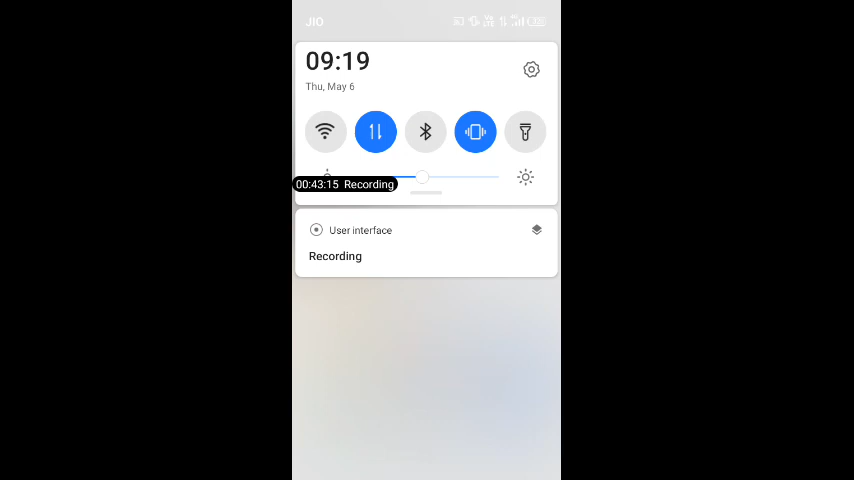 JIO
09:19
Thu, May 6
00:43:15 Recording
User interface
Recording